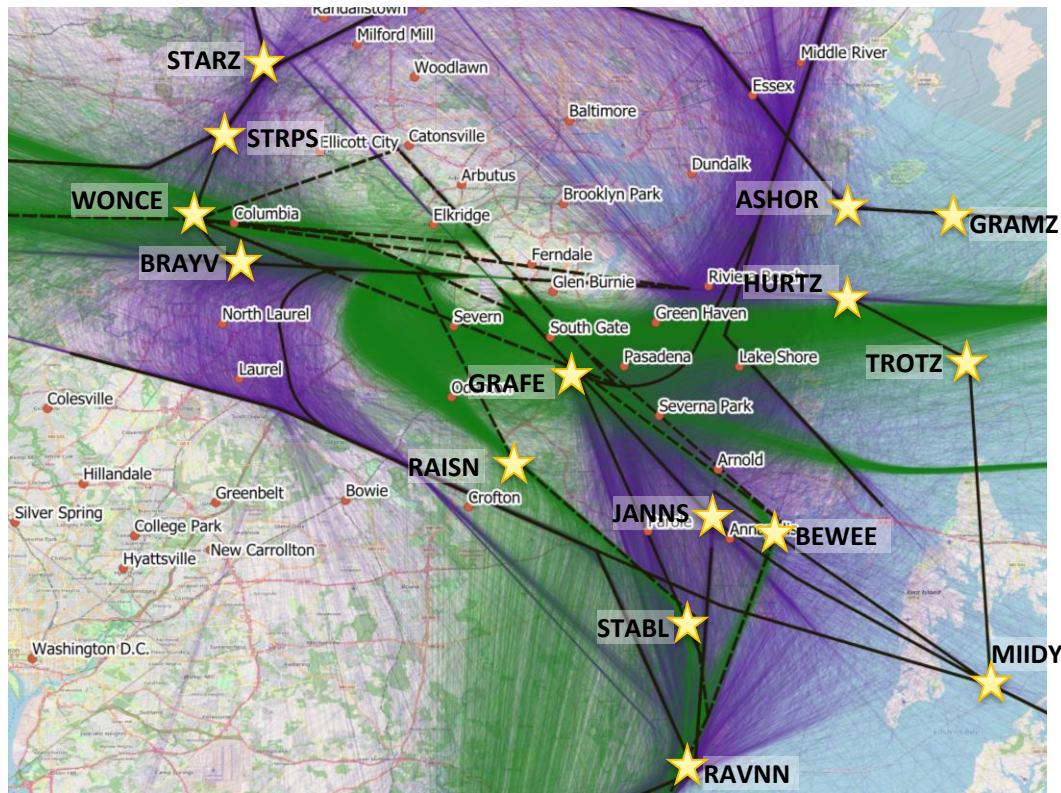 Randallstown
Milford Mill
STARZ
Middle River
Woodlawn
Essex
Baltimore
STRPS
Ellicott City
Catonsville
Dundalk
Arbutus
WONCE
Brooklyn Park
ASHOR
GRAMZ
Columbia
Elkridge
BRAYV
Ferndale
Glen Burnie
Riviera Beach
HURTZ
North Laurel
Severn
South Gate
Green Haven
Pasadena
Lake Shore
TROTZ
Laurel
GRAFE
Colesville
Severna Park
RAISN
Arnold
Hillandale
Greenbelt
Bowie
Crofton
Silver Spring
College Park
JANNS
Parole
BEWEE
New Carrollton
Hyattsville
STABL
Washington D.C.
MIIDY
RAVNN